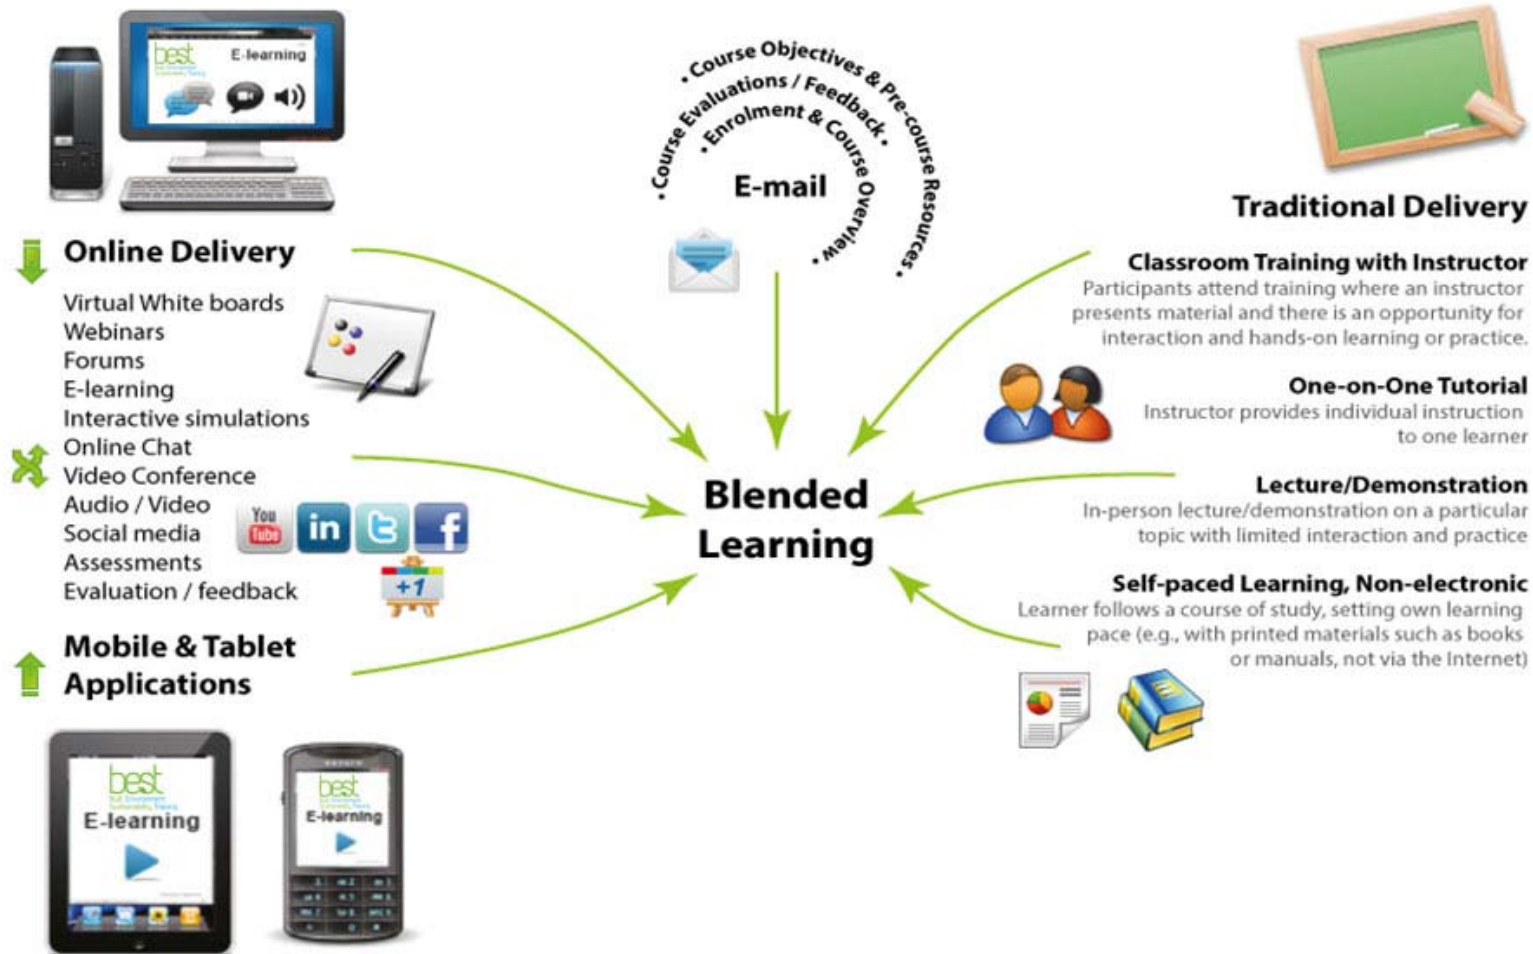 best
E-learning
Online Delivery
Virtual White boards
Webinars
Forums
E-learning
Interactive simulations
Online Chat
Video Conference
Audio / Video
Social media
Assessments
Evaluation / feedback
You
Tube
in
t
f
+1
Mobile & Tablet
Applications
best
E-learning
best
E-learning
• Course Objectives & Pre-course Resources •
• Course Evaluations / Feedback •
• Enrolment & Course Overview •
E-mail
Blended
Learning
Traditional Delivery
Classroom Training with Instructor
Participants attend training where an instructor
presents material and there is an opportunity for
interaction and hands-on learning or practice.
One-on-One Tutorial
Instructor provides individual instruction
to one learner
Lecture/Demonstration
In-person lecture/demonstration on a particular
topic with limited interaction and practice
Self-paced Learning, Non-electronic
Learner follows a course of study, setting own learning
pace (e.g., with printed materials such as books
or manuals, not via the Internet)